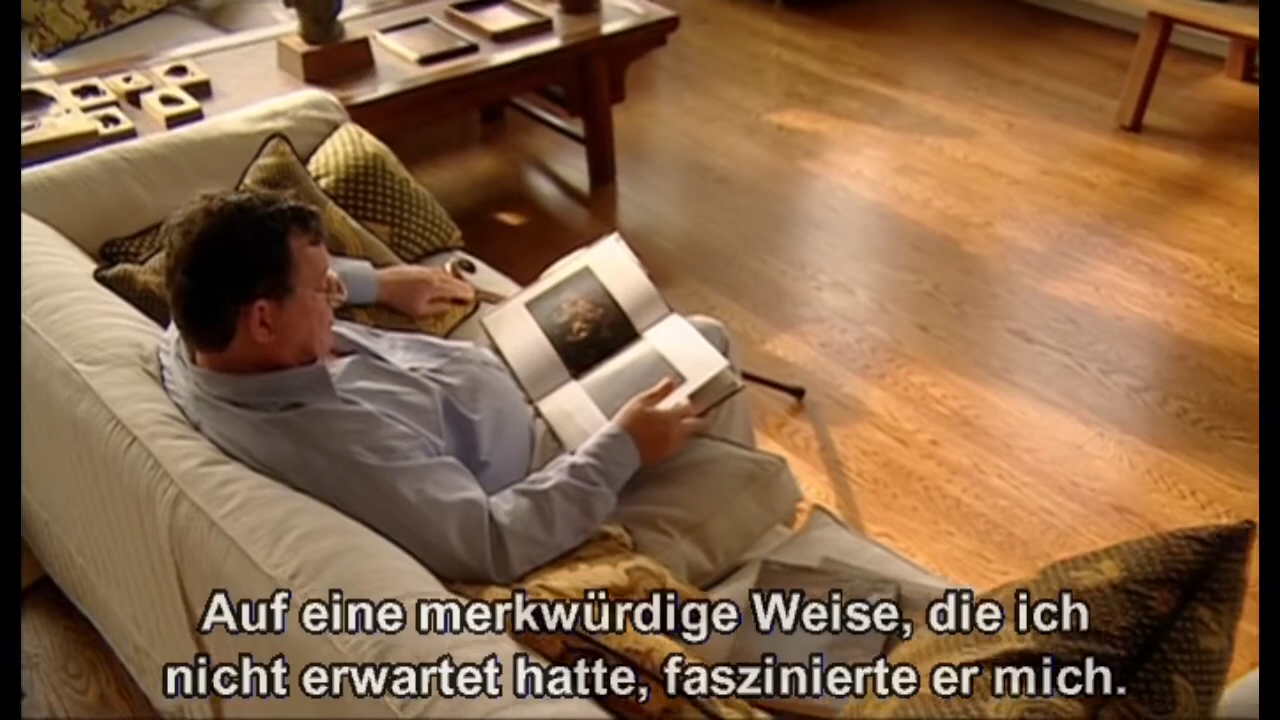 Auf eine merkwürdige Weise, die ich
nicht erwartet hatte, faszinierte er mich.